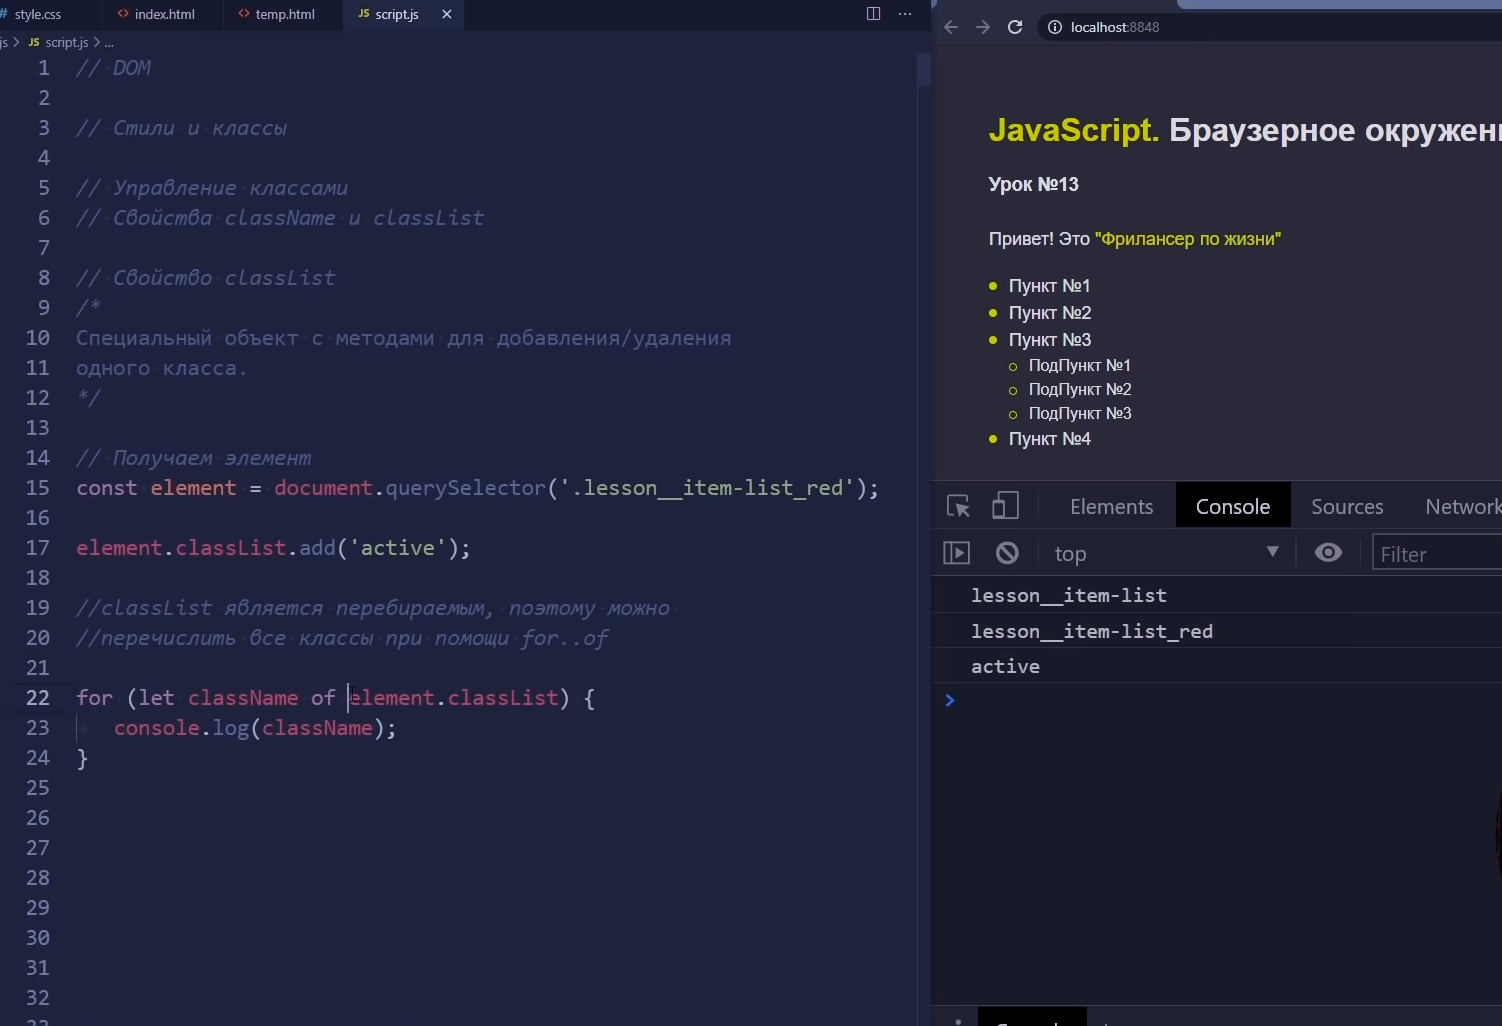 # style.css
<> index.html
<> temp.html
JS script.js ×
···
js > JS script.js > ...
1 // DOM
2
3 // Стили и классы
4
5 // Управление классами
6 // Свойства className и classList
7
8 // Свойство classList
9 /*
10 Специальный объект с методами для добавления/удаления
11 одного класса.
12 */
13
14 // Получаем элемент
15 const element = document.querySelector('.lesson__item-list_red');
16
17 element.classList.add('active');
18
19 //classList является перебираемым, поэтому можно
20 //перечислить все классы при помощи for..of
21
22 for (let className of element.classList) {
23 console.log(className);
24 }
25
26
27
28
29
30
31
32
33
localhost:8848
JavaScript. Браузерное окружен
Урок №13
Привет! Это "Фрилансер по жизни"
Пункт №1
Пункт №2
Пункт №3
ПодПункт №1
ПодПункт №2
ПодПункт №3
Пункт №4
Elements Console Sources Network
top Filter
lesson__item-list
lesson__item-list_red
active
>